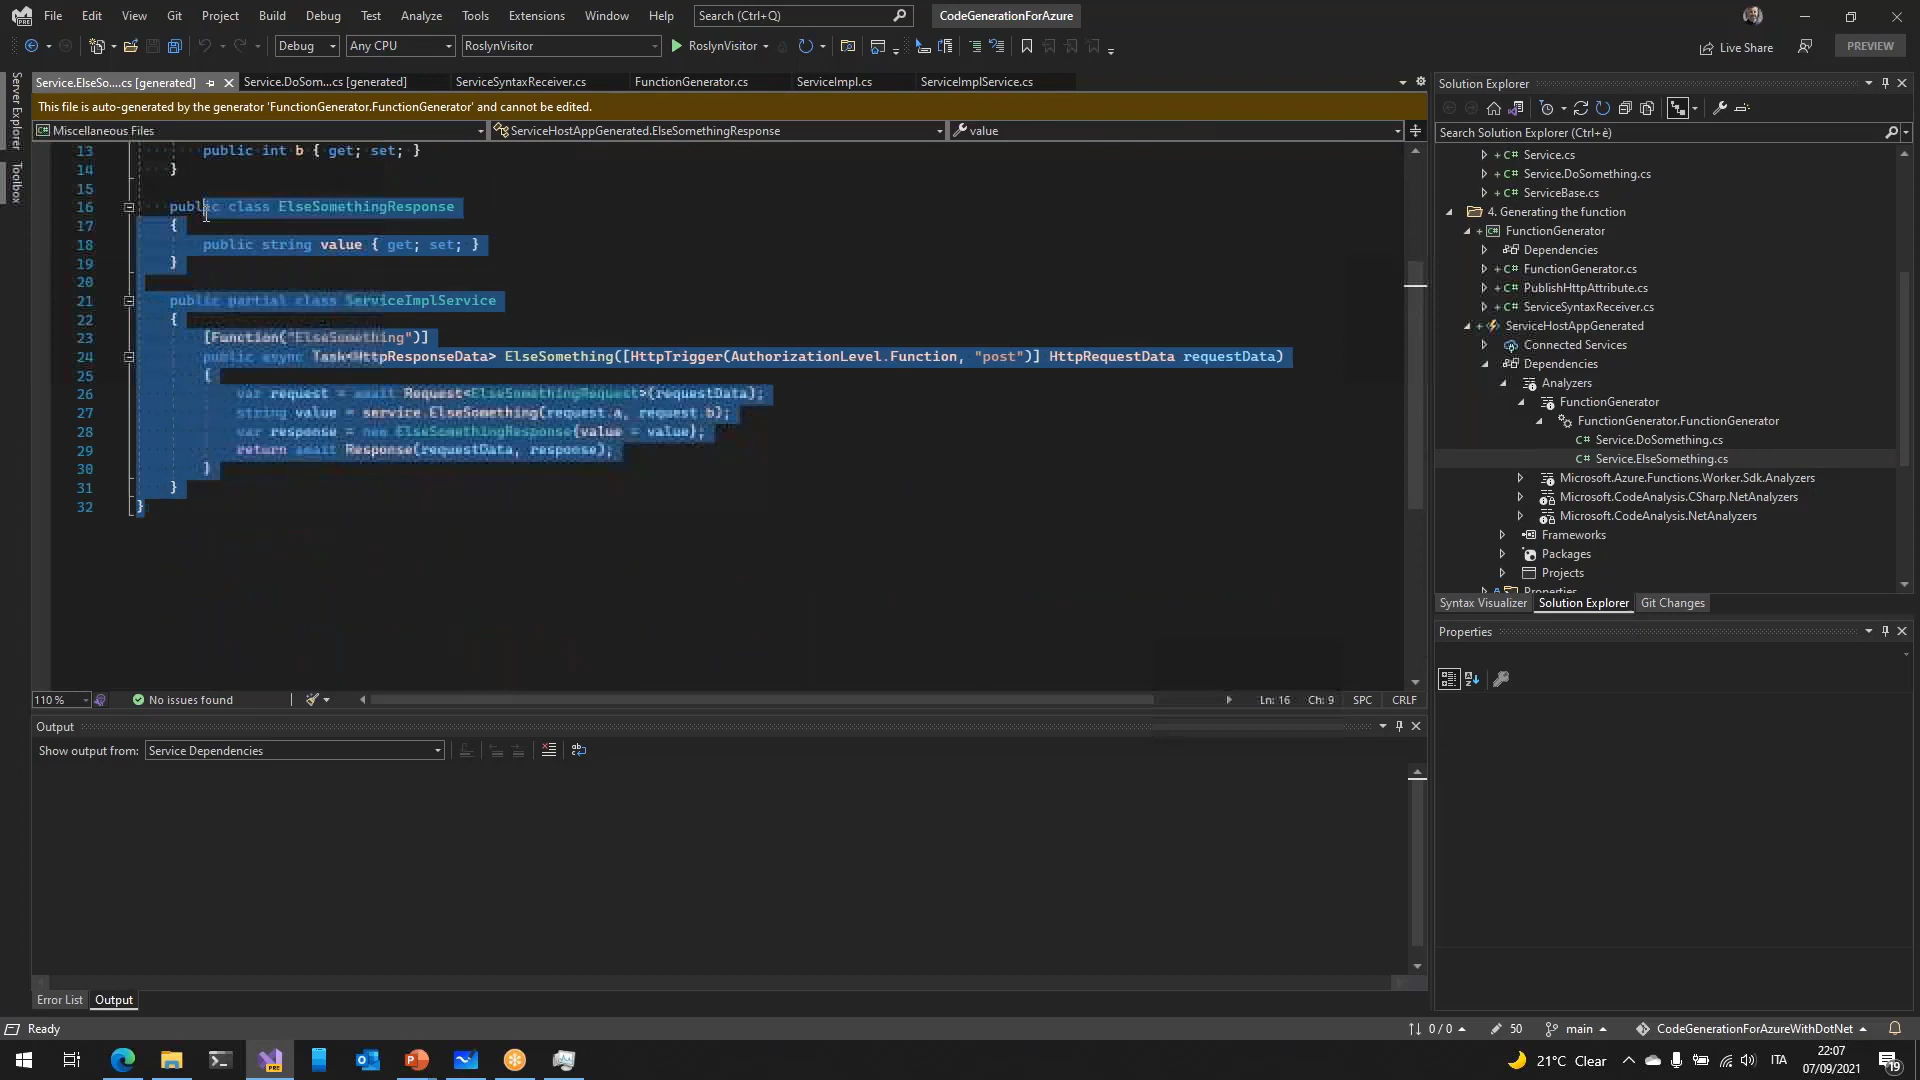 File Edit View Git Project Build Debug Test Analyze Tools Extensions Window Help Search (Ctrl+Q) CodeGenerationForAzure
Debug Any CPU RoslynVisitor RoslynVisitor Live Share PREVIEW
Service.ElseSo....cs [generated] Service.DoSom...cs [generated] ServiceSyntaxReceiver.cs FunctionGenerator.cs ServiceImpl.cs ServiceImplService.cs
This file is auto-generated by the generator 'FunctionGenerator.FunctionGenerator' and cannot be edited.
Miscellaneous Files ServiceHostAppGenerated.ElseSomethingResponse value
Server Explorer
Toolbox
13 public int b { get; set; }
14 }
15
16 public class ElseSomethingResponse
17 {
18 public string value { get; set; }
19 }
20
21 public partial class ServiceImplService
22 {
23 [Function("ElseSomething")]
24 public async Task<HttpResponseData> ElseSomething([HttpTrigger(AuthorizationLevel.Function, "post")] HttpRequestData requestData)
25 {
26 var request = await Request<ElseSomethingRequest>(requestData);
27 string value = service.ElseSomething(request.a, request.b);
28 var response = new ElseSomethingResponse{value = value};
29 return await Response(requestData, response);
30 }
31 }
32 }
110 % No issues found Ln: 16 Ch: 9 SPC CRLF
Output
Show output from: Service Dependencies
Error List Output
Solution Explorer
Search Solution Explorer (Ctrl+è)
Service.cs
Service.DoSomething.cs
ServiceBase.cs
4. Generating the function
FunctionGenerator
Dependencies
FunctionGenerator.cs
PublishHttpAttribute.cs
ServiceSyntaxReceiver.cs
ServiceHostAppGenerated
Connected Services
Dependencies
Analyzers
FunctionGenerator
FunctionGenerator.FunctionGenerator
Service.DoSomething.cs
Service.ElseSomething.cs
Microsoft.Azure.Functions.Worker.Sdk.Analyzers
Microsoft.CodeAnalysis.CSharp.NetAnalyzers
Microsoft.CodeAnalysis.NetAnalyzers
Frameworks
Packages
Projects
Properties
Syntax Visualizer Solution Explorer Git Changes
Properties
Ready 0 / 0 50 main CodeGenerationForAzureWithDotNet
21°C Clear ITA 22:07
07/09/2021 19